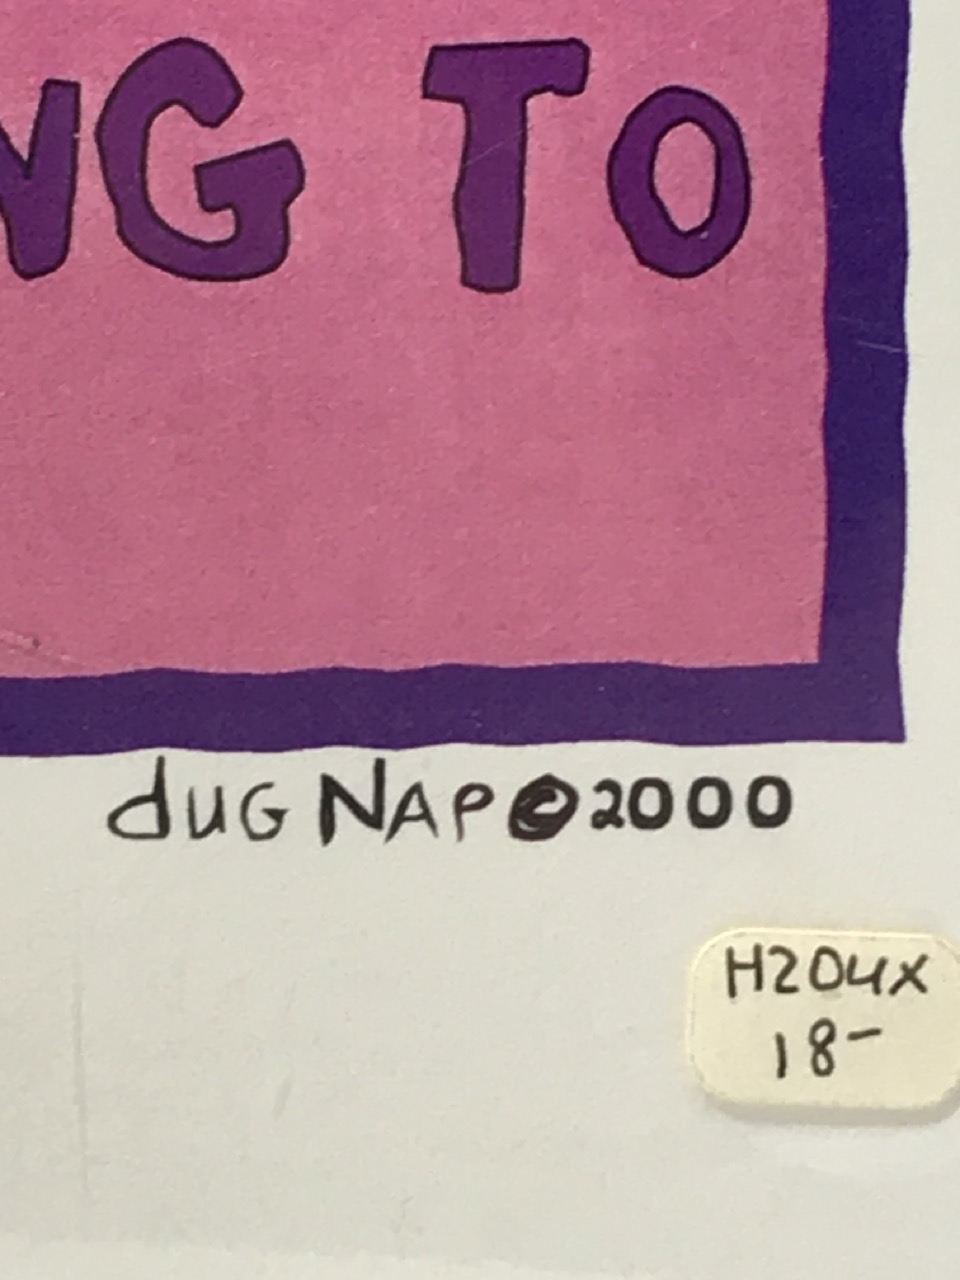 NG TO
dUG NAP © 2000
H204X
18-